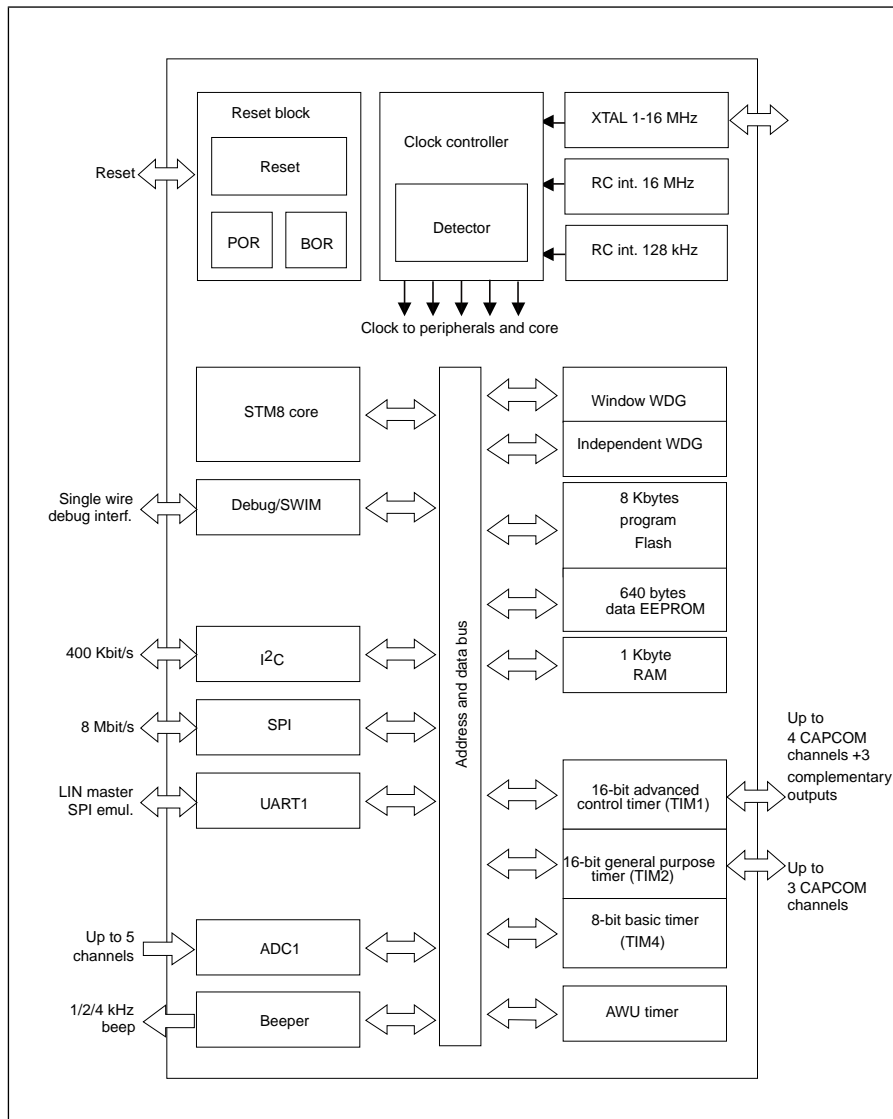 Reset block
Reset
POR
BOR
Reset
Clock controller
Detector
XTAL 1-16 MHz
RC int. 16 MHz
RC int. 128 kHz
Clock to peripherals and core
STM8 core
Debug/SWIM
Single wire
debug interf.
400 Kbit/s
I²C
8 Mbit/s
SPI
LIN master
SPI emul.
UART1
Up to 5
channels
ADC1
1/2/4 kHz
beep
Beeper
Address and data bus
Window WDG
Independent WDG
8 Kbytes
program
Flash
640 bytes
data EEPROM
1 Kbyte
RAM
16-bit advanced
control timer (TIM1)
Up to
4 CAPCOM
channels +3
complementary
outputs
16-bit general purpose
timer (TIM2)
Up to
3 CAPCOM
channels
8-bit basic timer
(TIM4)
AWU timer